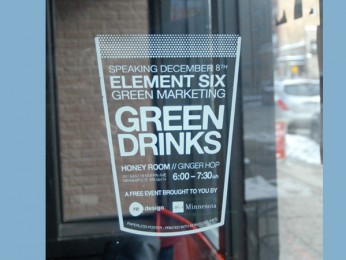 SPEAKING DECEMBER 8TH
ELEMENT SIX
GREEN MARKETING
GREEN
DRINKS
HONEY ROOM // GINGER HOP
6:00 – 7:30
A FREE EVENT BROUGHT TO YOU BY
design
Minnesota